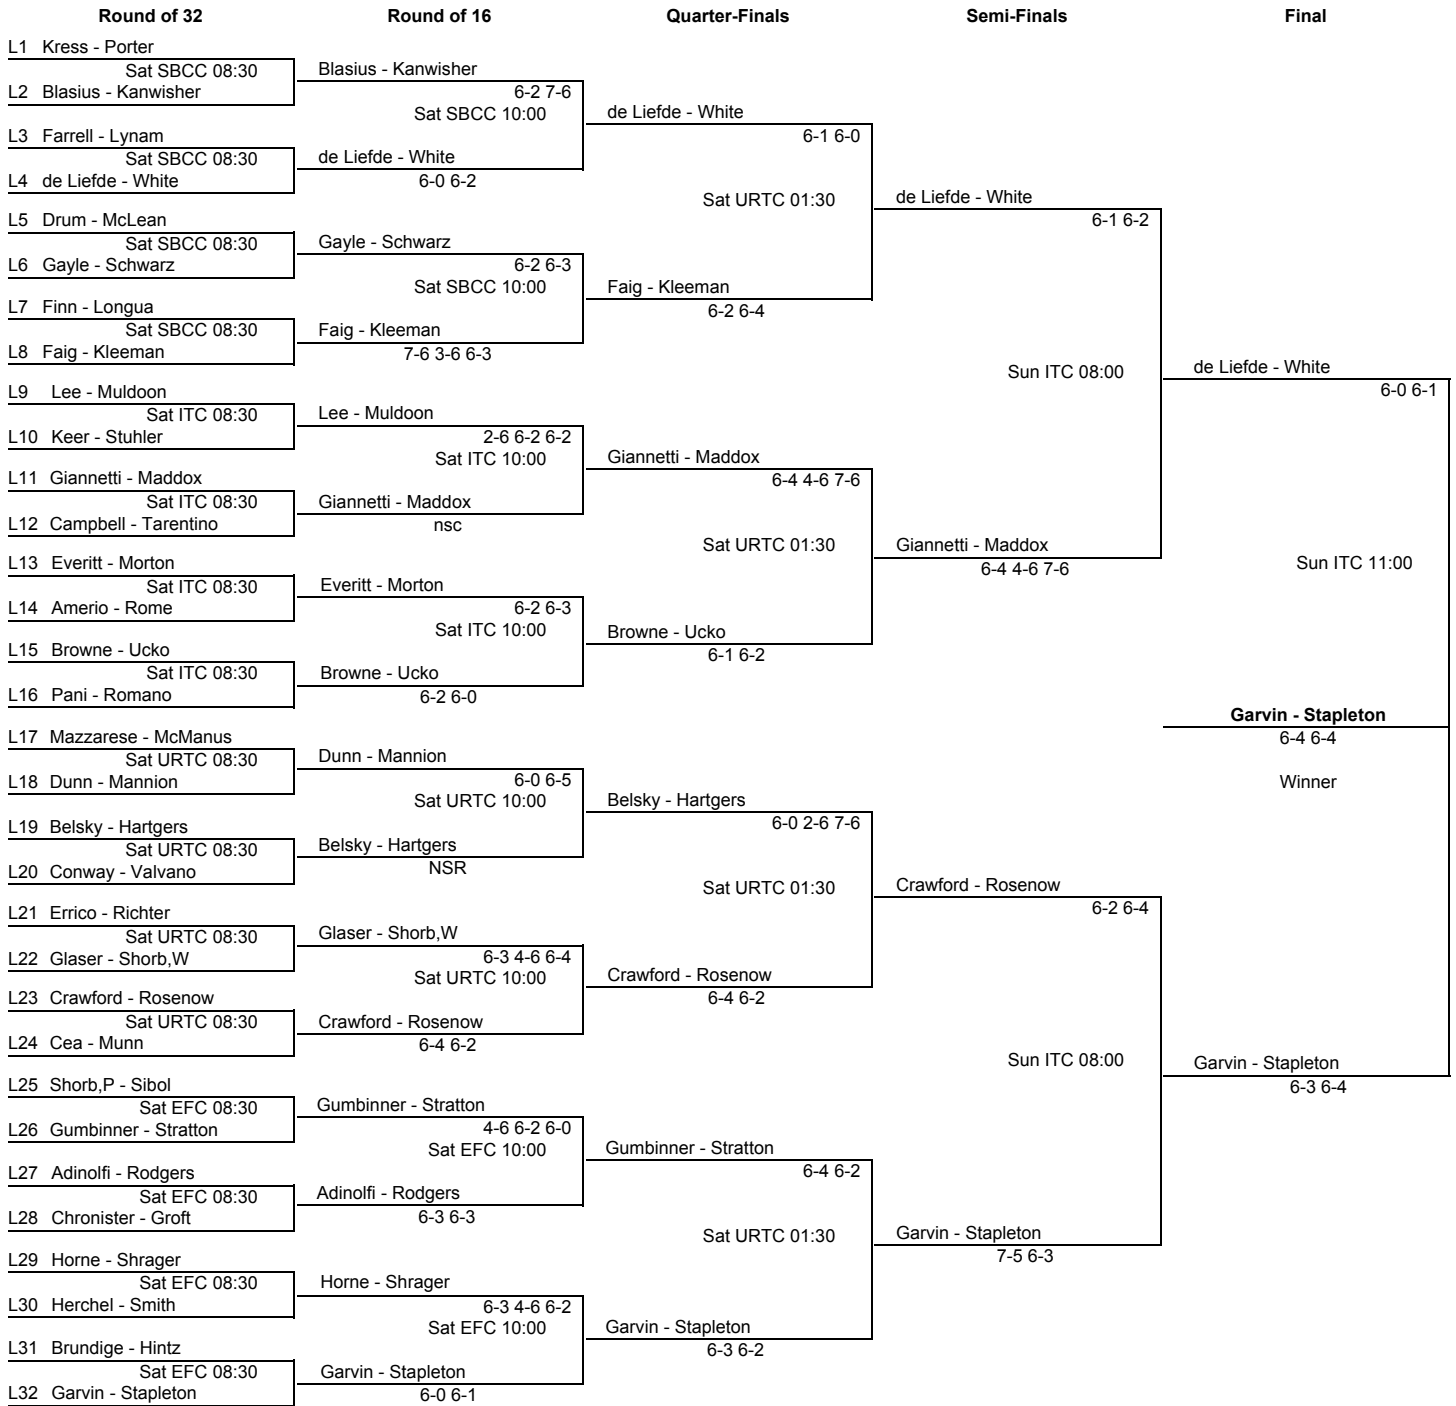 Round of 32 Round of 16 Quarter-Finals Semi-Finals Final
L1 Kress - Porter
Sat SBCC 08:30
L2 Blasius - Kanwisher
L3 Farrell - Lynam
Sat SBCC 08:30
L4 de Liefde - White
L5 Drum - McLean
Sat SBCC 08:30
L6 Gayle - Schwarz
L7 Finn - Longua
Sat SBCC 08:30
L8 Faig - Kleeman
L9 Lee - Muldoon
Sat ITC 08:30
L10 Keer - Stuhler
L11 Giannetti - Maddox
Sat ITC 08:30
L12 Campbell - Tarentino
L13 Everitt - Morton
Sat ITC 08:30
L14 Amerio - Rome
L15 Browne - Ucko
Sat ITC 08:30
L16 Pani - Romano
L17 Mazzarese - McManus
Sat URTC 08:30
L18 Dunn - Mannion
L19 Belsky - Hartgers
Sat URTC 08:30
L20 Conway - Valvano
L21 Errico - Richter
Sat URTC 08:30
L22 Glaser - Shorb,W
L23 Crawford - Rosenow
Sat URTC 08:30
L24 Cea - Munn
L25 Shorb,P - Sibol
Sat EFC 08:30
L26 Gumbinner - Stratton
L27 Adinolfi - Rodgers
Sat EFC 08:30
L28 Chronister - Groft
L29 Horne - Shrager
Sat EFC 08:30
L30 Herchel - Smith
L31 Brundige - Hintz
Sat EFC 08:30
L32 Garvin - Stapleton
Blasius - Kanwisher
6-2 7-6
Sat SBCC 10:00
de Liefde - White
6-0 6-2
Gayle - Schwarz
6-2 6-3
Sat SBCC 10:00
Faig - Kleeman
7-6 3-6 6-3
Lee - Muldoon
2-6 6-2 6-2
Sat ITC 10:00
Giannetti - Maddox
nsc
Everitt - Morton
6-2 6-3
Sat ITC 10:00
Browne - Ucko
6-2 6-0
Dunn - Mannion
6-0 6-5
Sat URTC 10:00
Belsky - Hartgers
NSR
Glaser - Shorb,W
6-3 4-6 6-4
Sat URTC 10:00
Crawford - Rosenow
6-4 6-2
Gumbinner - Stratton
4-6 6-2 6-0
Sat EFC 10:00
Adinolfi - Rodgers
6-3 6-3
Horne - Shrager
6-3 4-6 6-2
Sat EFC 10:00
Garvin - Stapleton
6-0 6-1
de Liefde - White
6-1 6-0
Sat URTC 01:30
Faig - Kleeman
6-2 6-4
Giannetti - Maddox
6-4 4-6 7-6
Sat URTC 01:30
Browne - Ucko
6-1 6-2
Belsky - Hartgers
6-0 2-6 7-6
Sat URTC 01:30
Crawford - Rosenow
6-4 6-2
Gumbinner - Stratton
6-4 6-2
Sat URTC 01:30
Garvin - Stapleton
6-3 6-2
de Liefde - White
6-1 6-2
Sun ITC 08:00
Giannetti - Maddox
6-4 4-6 7-6
Crawford - Rosenow
6-2 6-4
Sun ITC 08:00
Garvin - Stapleton
7-5 6-3
de Liefde - White
6-0 6-1
Sun ITC 11:00
Garvin - Stapleton
6-4 6-4
Winner
Garvin - Stapleton
6-3 6-4